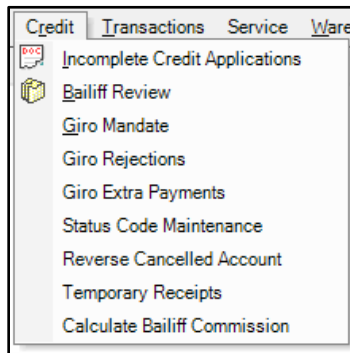 Credit Transactions Service Ware
DOC
Incomplete Credit Applications
Bailiff Review
Giro Mandate
Giro Rejections
Giro Extra Payments
Status Code Maintenance
Reverse Cancelled Account
Temporary Receipts
Calculate Bailiff Commission